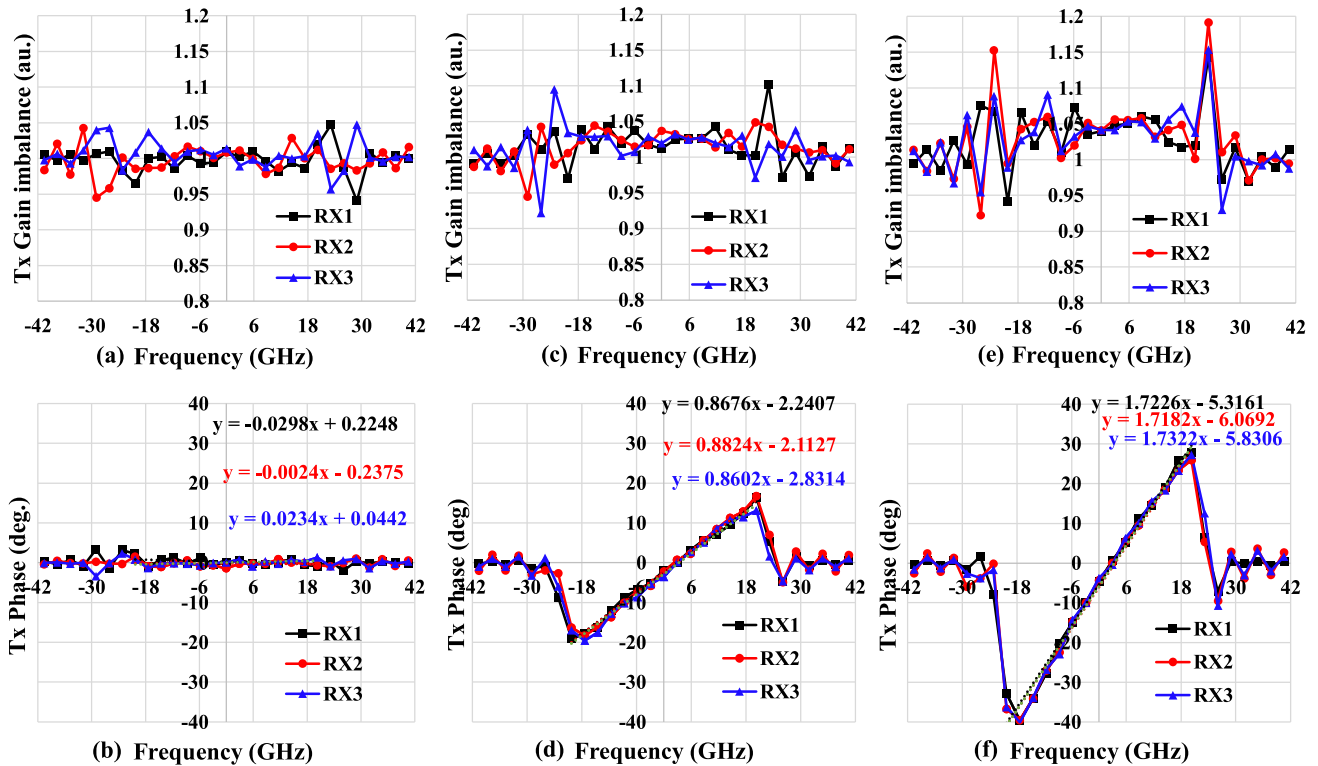 Tx Gain imbalance (au.)
1.2
1.15
1.1
1.05
1
0.95
0.9
0.85
0.8
RX1
RX2
RX3
-42 -30 -18 -6 6 18 30 42
(a) Frequency (GHz)
Tx Gain imbalance (au.)
1.2
1.15
1.1
1.05
1
0.95
0.9
0.85
0.8
RX1
RX2
RX3
-42 -30 -18 -6 6 18 30 42
(c) Frequency (GHz)
Tx Gain imbalance (au.)
1.2
1.15
1.1
1.05
1
0.95
0.9
0.85
0.8
RX1
RX2
RX3
-42 -30 -18 -6 6 18 30 42
(e) Frequency (GHz)
Tx Phase (deg.)
40
30
20
10
0
-10
-20
-30
-40
y = -0.0298x + 0.2248
y = -0.0024x - 0.2375
y = 0.0234x + 0.0442
-42 -30 -18 -6 6 18 30 42
RX1
RX2
RX3
(b) Frequency (GHz)
Tx Phase (deg)
40
30
20
10
0
-10
-20
-30
-40
y = 0.8676x - 2.2407
y = 0.8824x - 2.1127
y = 0.8602x - 2.8314
-42 -30 -18 -6 6 18 30 42
RX1
RX2
RX3
(d) Frequency (GHz)
Tx Phase (deg)
40
30
20
10
0
-10
-20
-30
-40
y = 1.7226x - 5.3161
y = 1.7182x - 6.0692
y = 1.7322x - 5.8306
-42 -30 -18 -6 6 18 30 42
RX1
RX2
RX3
(f) Frequency (GHz)